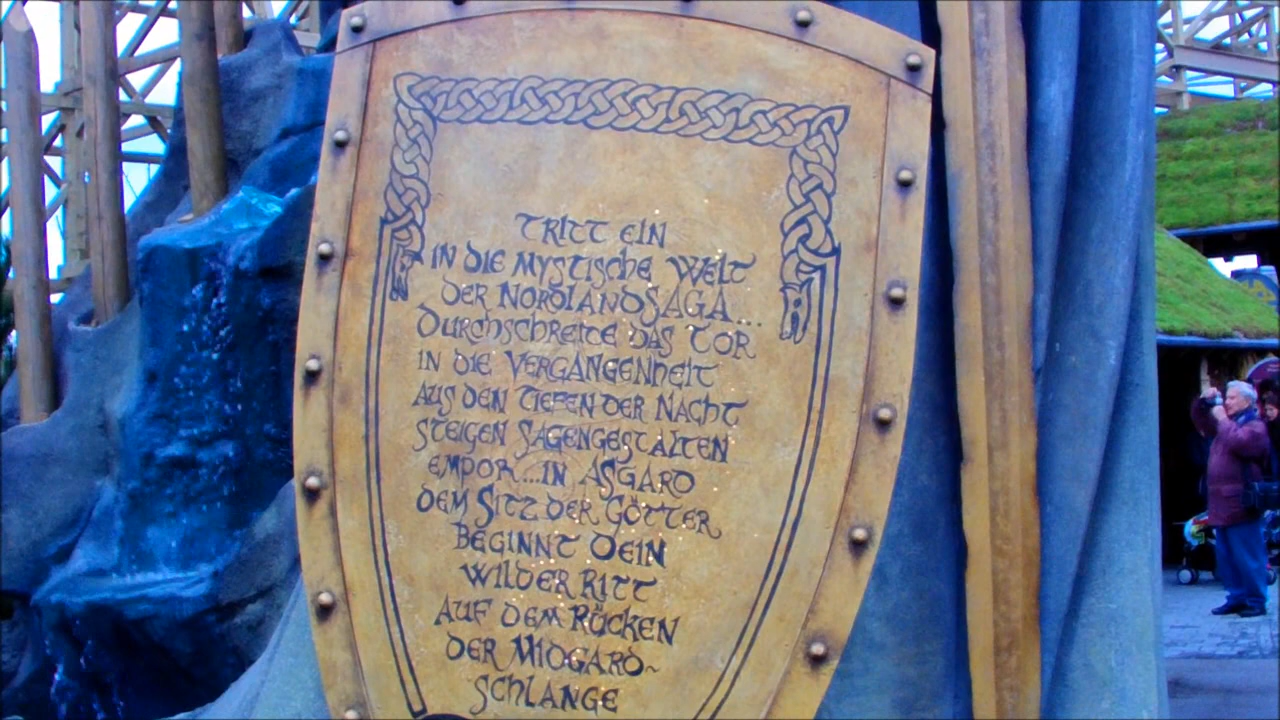 TRITT EIN
IN DIE MYSTISCHE WELT
DER NORDLANDSAGA...
DURCHSCHREITE DAS TOR
IN DIE VERGANGENHEIT
AUS DEN TIEFEN DER NACHT
STEIGEN SAGENGESTALTEN
EMPOR...IN ASGARD
DEM SITZ DER GÖTTER
BEGINNT DEIN
WILDER RITT
AUF DEM RÜCKEN
DER MIDGARD~
SCHLANGE